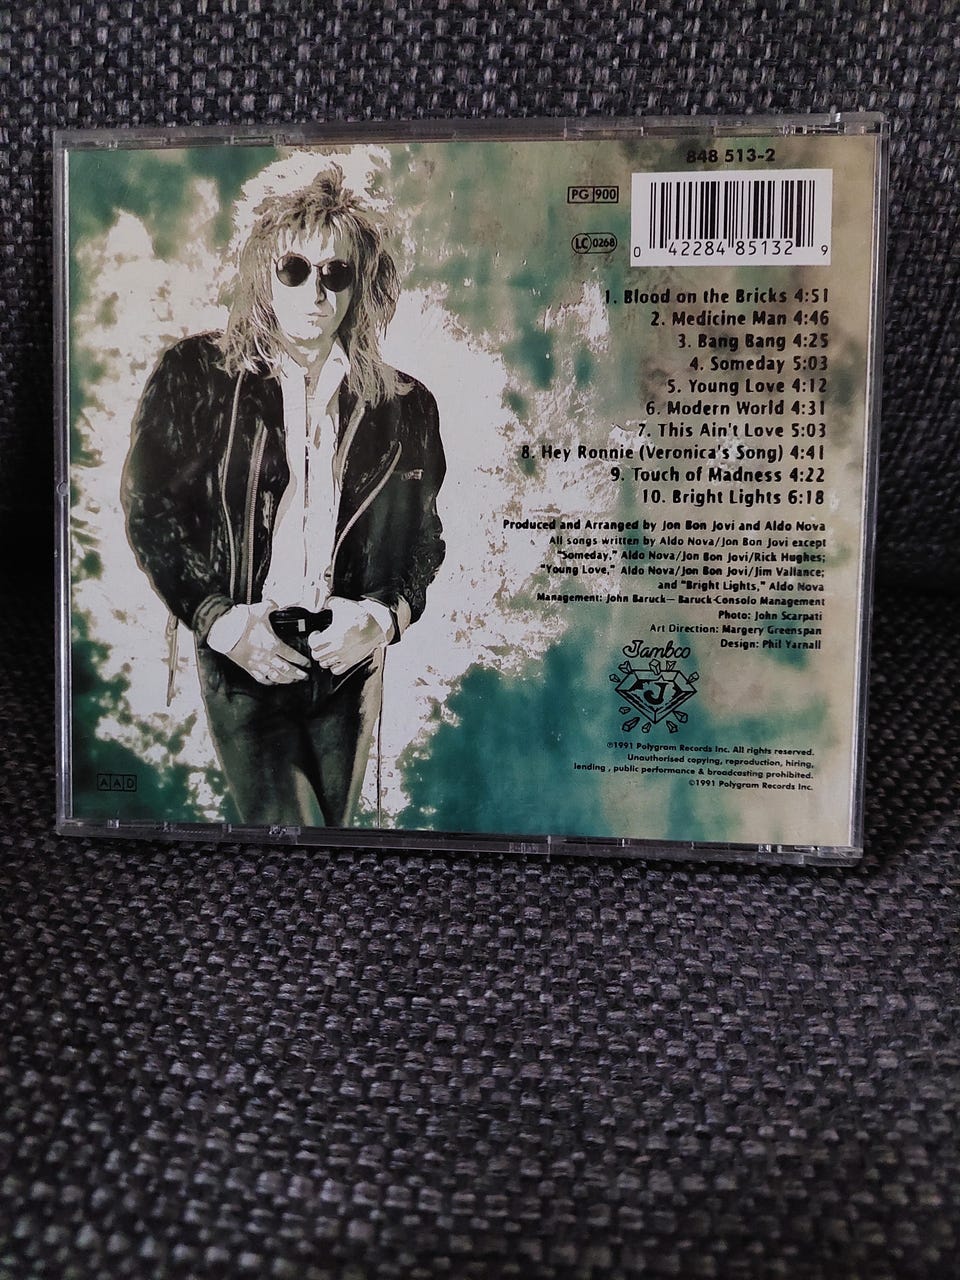 848 513-2
PG 900
LC 0268
0 42284 85132 9
1. Blood on the Bricks 4:51
2. Medicine Man 4:46
3. Bang Bang 4:25
4. Someday 5:03
5. Young Love 4:12
6. Modern World 4:31
7. This Ain't Love 5:03
8. Hey Ronnie (Veronica's Song) 4:41
9. Touch of Madness 4:22
10. Bright Lights 6:18
Produced and Arranged by Jon Bon Jovi and Aldo Nova
All songs written by Aldo Nova/Jon Bon Jovi except
"Someday," Aldo Nova/Jon Bon Jovi/Rick Hughes;
"Young Love," Aldo Nova/Jon Bon Jovi/Jim Vallance;
and "Bright Lights," Aldo Nova
Management: John Baruck—Baruck-Consolo Management
Photo: John Scarpati
Art Direction: Margery Greenspan
Design: Phil Yarnall
Jambco
J
℗1991 Polygram Records Inc. All rights reserved.
Unauthorised copying, reproduction, hiring,
lending , public performance & broadcasting prohibited.
©1991 Polygram Records Inc.
AAD